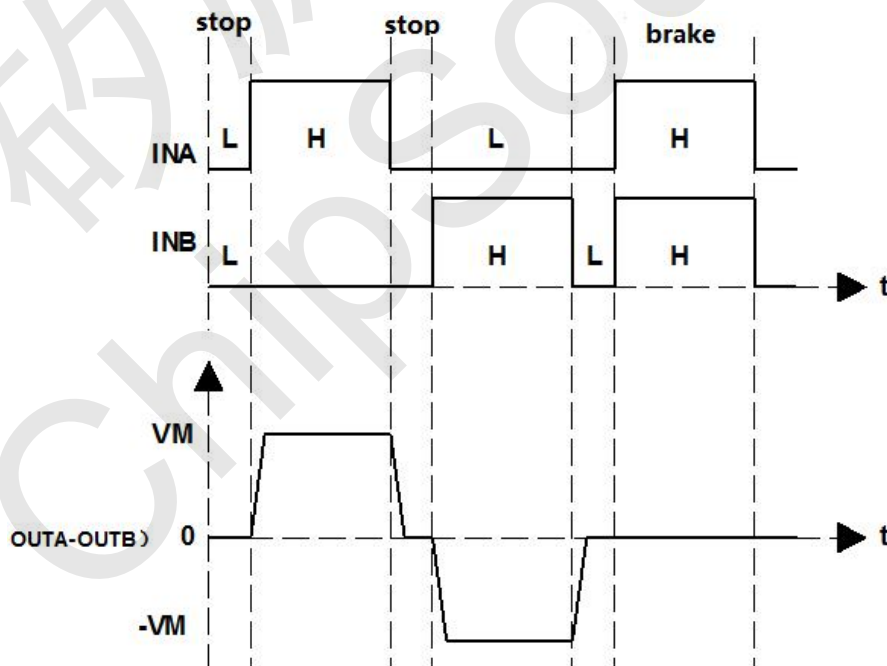 stop stop brake
INA L H L H
INB L H L H
t
VM
OUTA-OUTB） 0 t
-VM